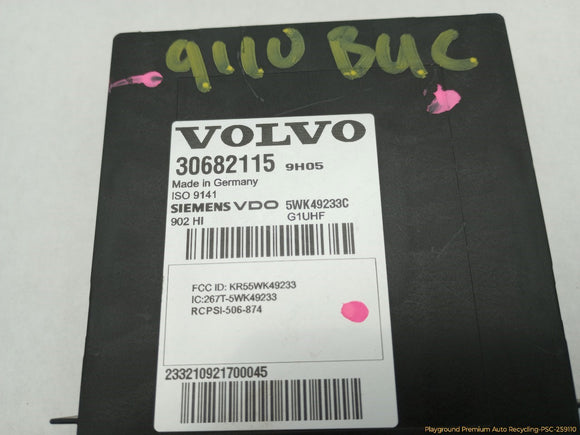 9110 BUC
VOLVO
30682115 9H05
Made in Germany
ISO 9141
SIEMENS VDO 5WK49233C
902 HI G1UHF
FCC ID: KR55WK49233
IC:267T-5WK49233
RCPSI-506-874
233210921700045
Playground Premium Auto Recycling-PSC-259110